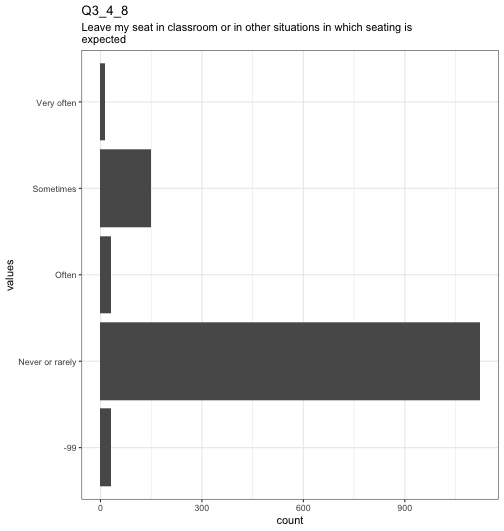 Q3_4_8
Leave my seat in classroom or in other situations in which seating is
expected
Very often
Sometimes
Often
Never or rarely
-99
values
0 300 600 900
count